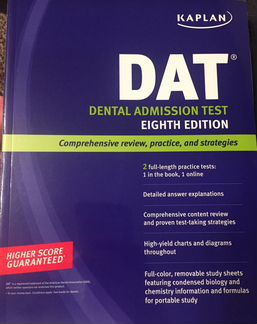 KAPLAN
DAT®
DENTAL ADMISSION TEST
EIGHTH EDITION
Comprehensive review, practice, and strategies
2 full-length practice tests:
1 in the book, 1 online
Detailed answer explanations
Comprehensive content review
and proven test-taking strategies
High-yield charts and diagrams
throughout
Full-color, removable study sheets
featuring condensed biology and
chemistry information and formulas
for portable study
HIGHER SCORE
GUARANTEED*